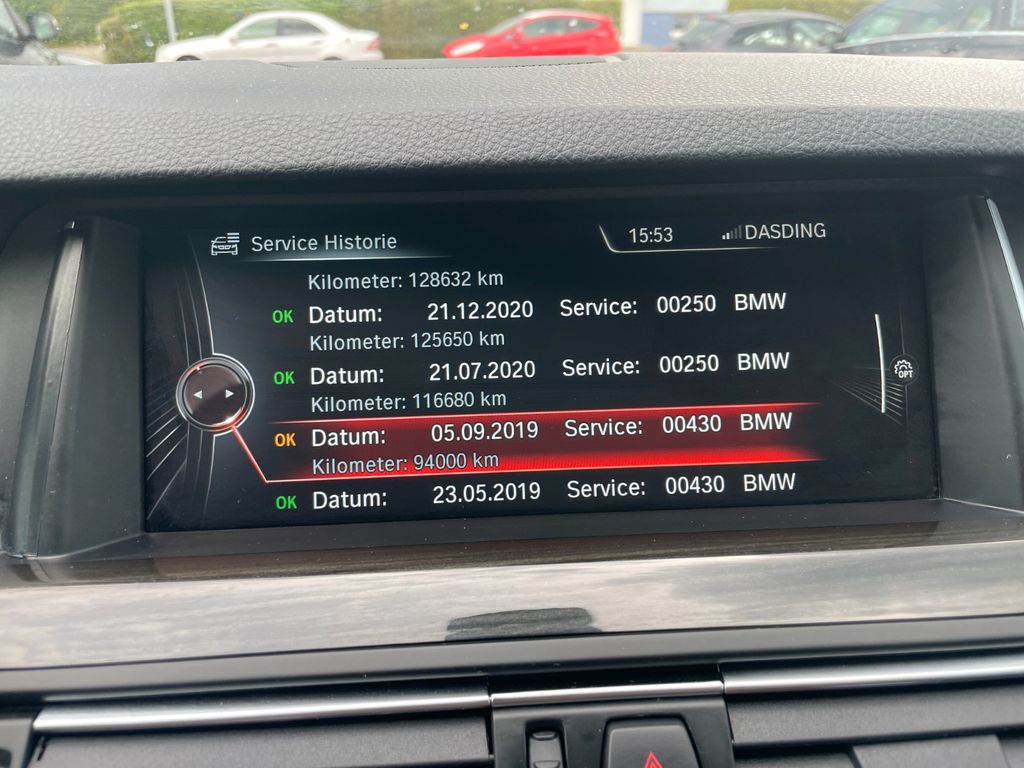 Service Historie
15:53 DASDING
Kilometer: 128632 km
OK Datum: 21.12.2020 Service: 00250 BMW
Kilometer: 125650 km
OK Datum: 21.07.2020 Service: 00250 BMW
Kilometer: 116680 km
OK Datum: 05.09.2019 Service: 00430 BMW
Kilometer: 94000 km
OK Datum: 23.05.2019 Service: 00430 BMW
OPT